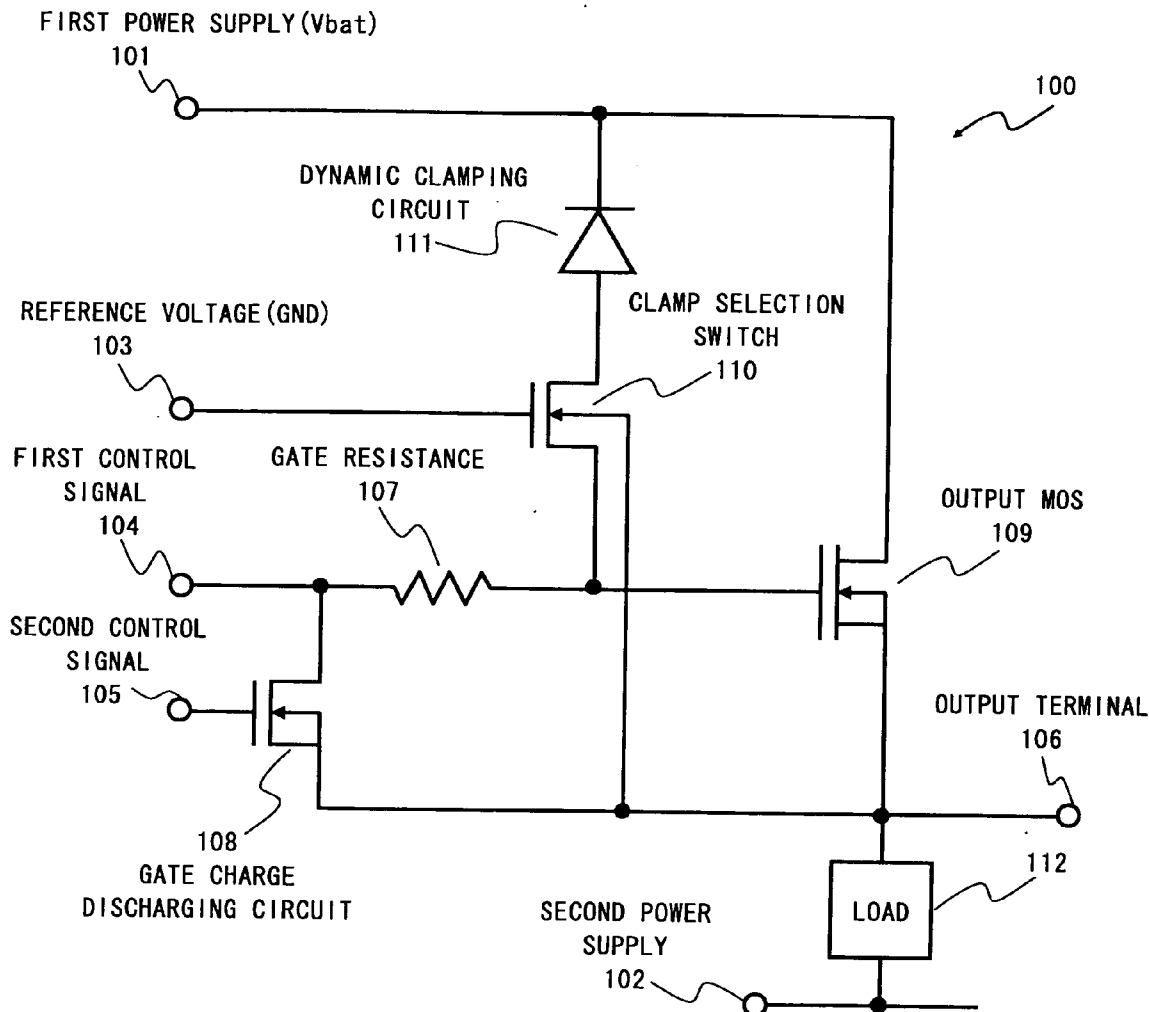 FIRST POWER SUPPLY(Vbat)
101
100
DYNAMIC CLAMPING
CIRCUIT
111
REFERENCE VOLTAGE(GND)
103
CLAMP SELECTION
SWITCH
110
FIRST CONTROL
SIGNAL
104
GATE RESISTANCE
107
OUTPUT MOS
109
SECOND CONTROL
SIGNAL
105
OUTPUT TERMINAL
106
108
GATE CHARGE
DISCHARGING CIRCUIT
112
LOAD
SECOND POWER
SUPPLY
102